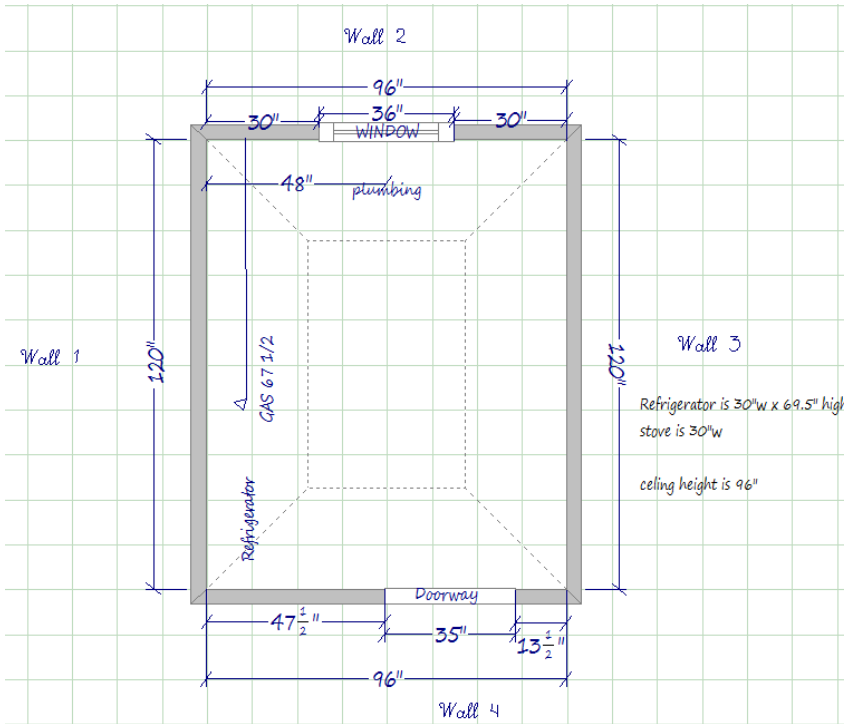 Wall 2
96"
30"
36"
30"
WINDOW
48"
plumbing
Wall 1
120"
GAS 67 1/2
120"
Wall 3
Refrigerator is 30"w x 69.5" high
stove is 30"w
celing height is 96"
Refrigerator
Doorway
47 1/2"
35"
13 1/2"
96"
Wall 4